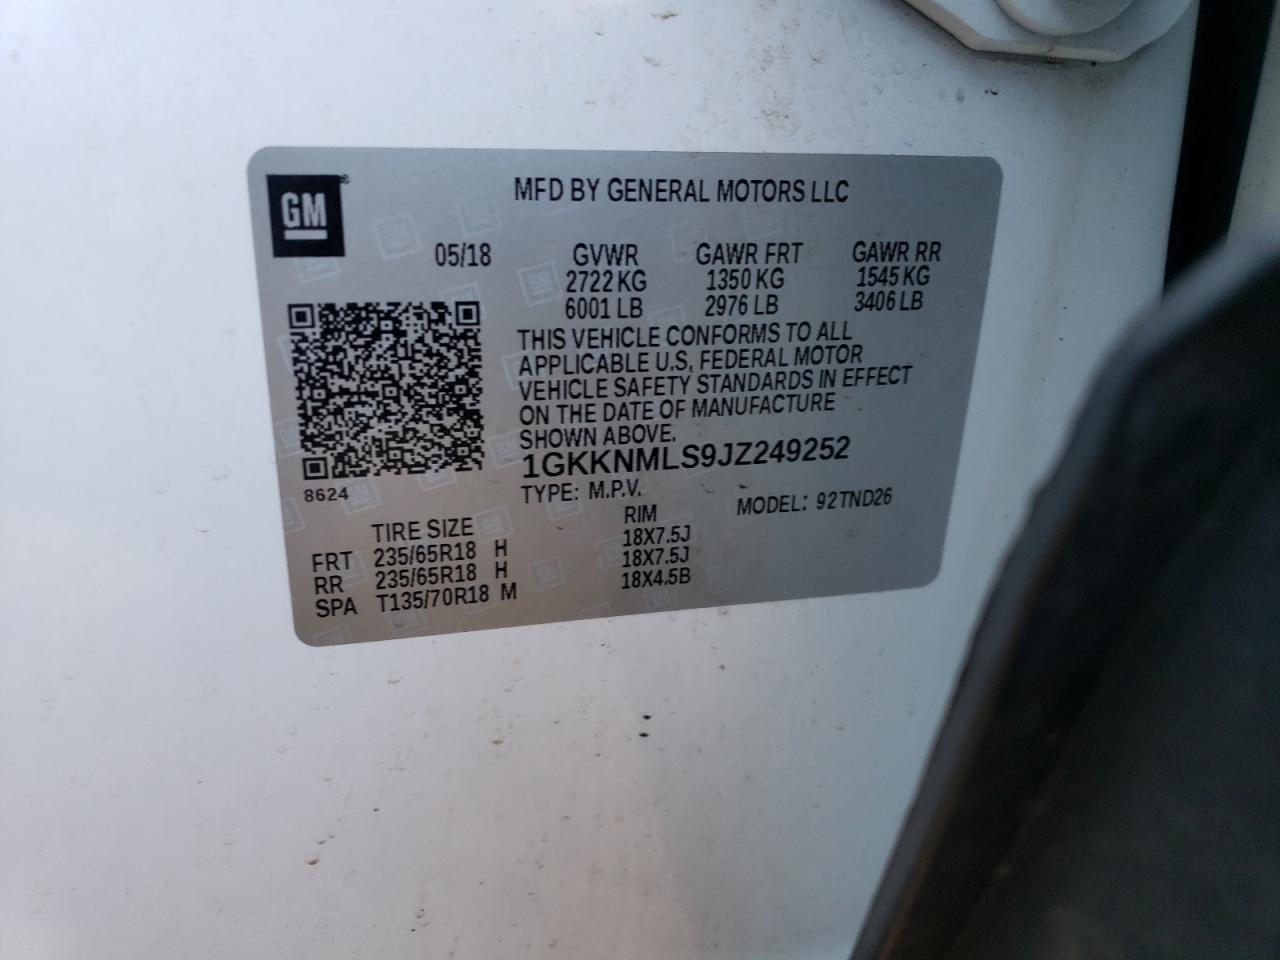 GM
MFD BY GENERAL MOTORS LLC
05/18 GVWR GAWR FRT GAWR RR
2722 KG 1350 KG 1545 KG
6001 LB 2976 LB 3406 LB
THIS VEHICLE CONFORMS TO ALL
APPLICABLE U.S. FEDERAL MOTOR
VEHICLE SAFETY STANDARDS IN EFFECT
ON THE DATE OF MANUFACTURE
SHOWN ABOVE.
1GKKNMLS9JZ249252
8624
TYPE: M.P.V. MODEL: 92TND26
TIRE SIZE RIM
FRT 235/65R18 H 18X7.5J
RR 235/65R18 H 18X7.5J
SPA T135/70R18 M 18X4.5B